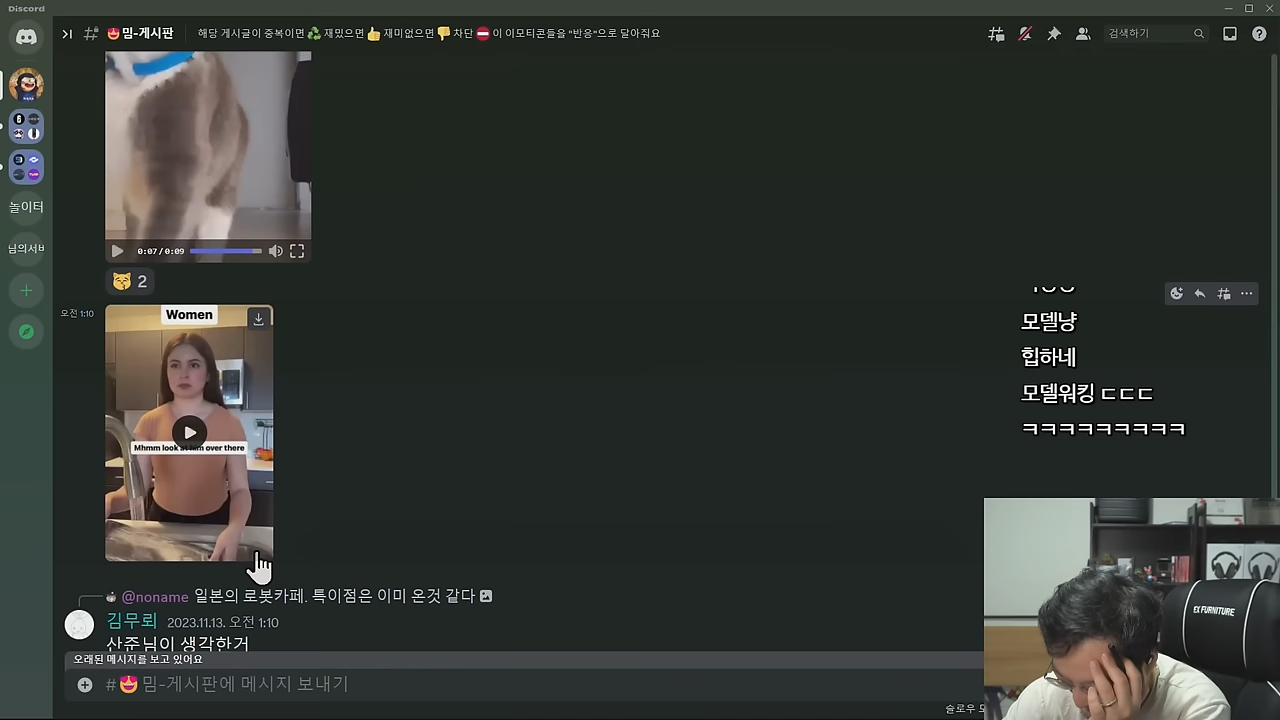 Discord
😍밈-게시판
해당 게시글이 중복이면 ♻️ 재밌으면 👍 재미없으면 👎 차단 ⛔ 이 이모티콘들을 "반응"으로 달아줘요
검색하기
놀이터
님의서버
0:07/0:09
2
오전 1:10
Women
Mhmm look at him over there
모델냥
힙하네
모델워킹 ㄷㄷㄷ
ㅋㅋㅋㅋㅋㅋㅋㅋㅋ
@noname 일본의 로봇카페. 특이점은 이미 온것 같다
김무뢰 2023.11.13. 오전 1:10
산준님이 생각한거
오래된 메시지를 보고 있어요
#😍밈-게시판에 메시지 보내기
슬로우
EX FURNITURE